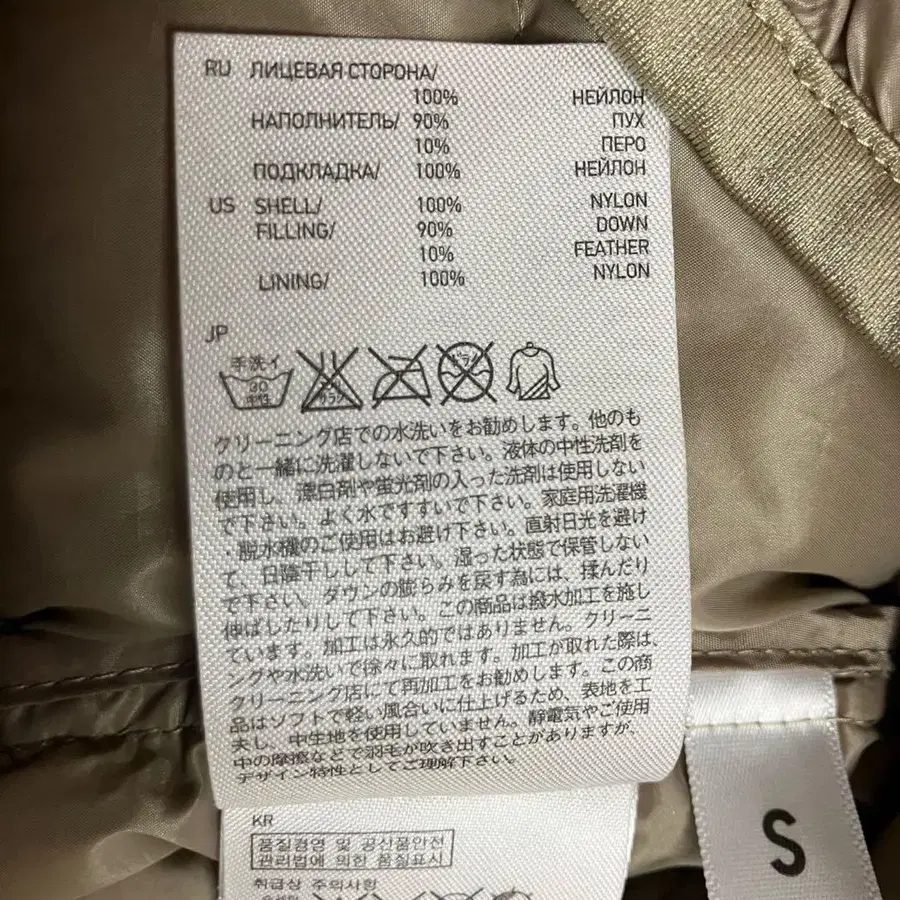 RU ЛИЦЕВАЯ СТОРОНА/
100% НЕЙЛОН
НАПОЛНИТЕЛЬ/ 90% ПУХ
10% ПЕРО
ПОДКЛАДКА/ 100% НЕЙЛОН
US SHELL/ 100% NYLON
FILLING/ 90% DOWN
10% FEATHER
LINING/ 100% NYLON
JP
手洗イ
30
中性
クリーニング店での水洗いをお勧めします。他のも
のと一緒に洗濯しないで下さい。液体の中性洗剤を
使用し、漂白剤や蛍光剤の入った洗剤は使用しない
で下さい。よく水ですすいで下さい。家庭用洗濯機
・脱水機のご使用はお避け下さい。直射日光を避け
て、日陰干しして下さい。湿った状態で保管しない
で下さい。ダウンの膨らみを戻す為には、揉んだり
伸ばしたりして下さい。この商品は撥水加工を施し
ています。加工は永久的ではありません。クリーニ
ングや水洗いで徐々に取れます。加工が取れた際は、
クリーニング店にて再加工をお勧めします。この商
品はソフトで軽い風合いに仕上げるため、表地を工
夫し、中生地を使用していません。静電気やご使用
中の摩擦などで羽毛が吹き出すことがありますが、
デザイン特性としてご理解下さい。
KR
품질경영 및 공산품안전
관리법에 의한 품질표시
취급상 주의사항
S